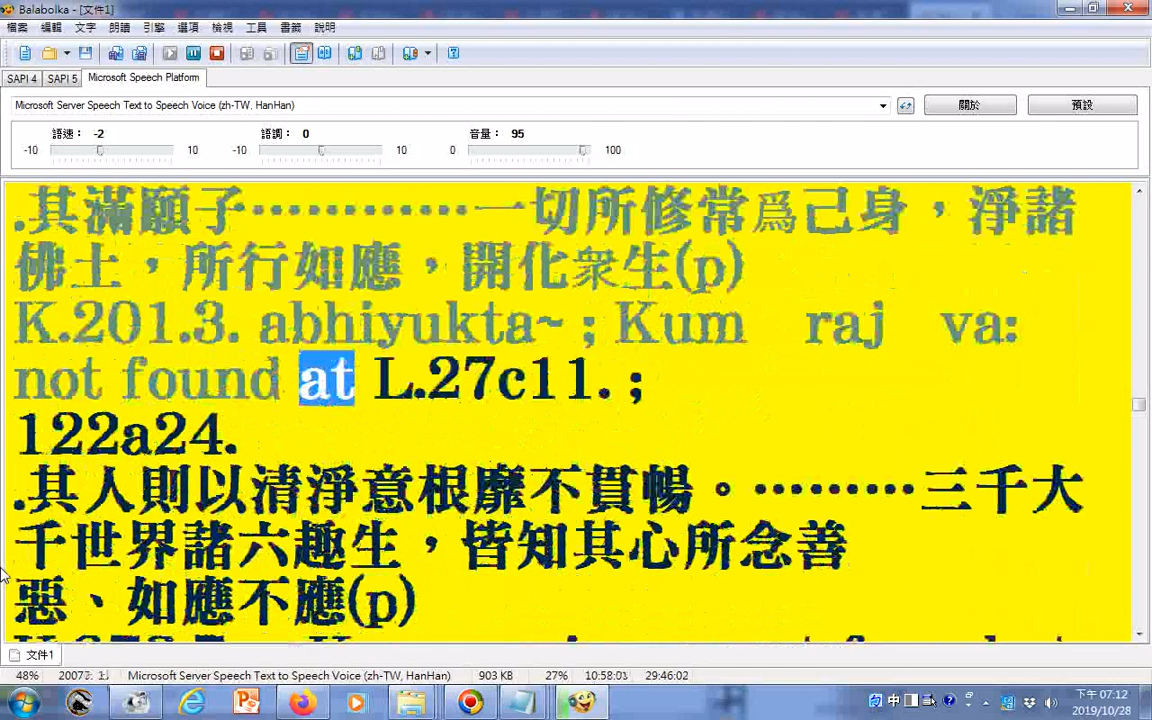 Balabolka - [文件1]
檔案 編輯 文字 朗讀 引擎 選項 檢視 工具 書籤 說明
SAPI 4 SAPI 5 Microsoft Speech Platform
Microsoft Server Speech Text to Speech Voice (zh-TW, HanHan) 關於 預設
語速： -2 語調： 0 音量： 95
-10 10 -10 10 0 100
.其滿願子…………一切所修常爲己身，淨諸
佛土，所行如應，開化衆生(p)
K.201.3. abhiyukta~ ; Kum raj va:
not found at L.27c11. ;
122a24.
.其人則以清淨意根靡不貫暢。………三千大
千世界諸六趣生，皆知其心所念善
惡、如應不應(p)
文件1
48% Microsoft Server Speech Text to Speech Voice (zh-TW, HanHan) 903 KB 27% 10:58:01 29:46:02
中
下午 07:12
2019/10/28